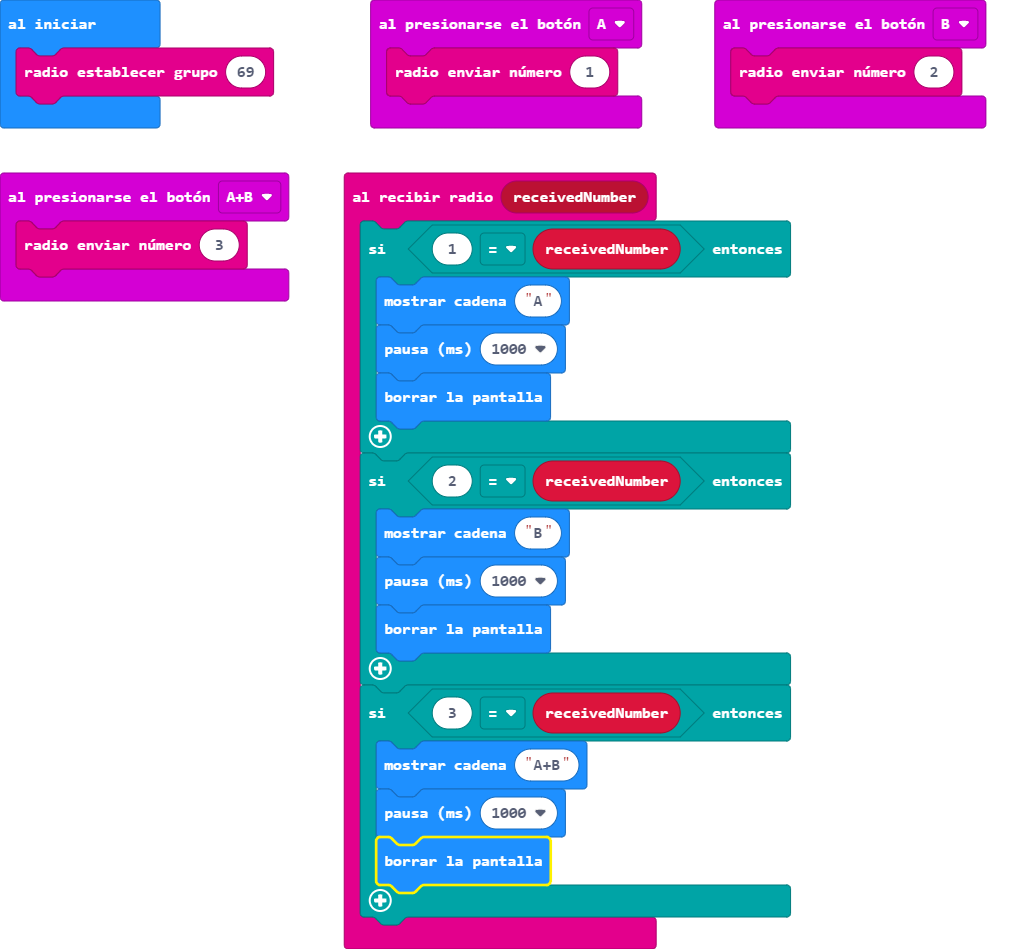 al iniciar
radio establecer grupo 69
al presionarse el botón A
radio enviar número 1
al presionarse el botón B
radio enviar número 2
al presionarse el botón A+B
radio enviar número 3
al recibir radio receivedNumber
si 1 = receivedNumber entonces
mostrar cadena "A"
pausa (ms) 1000
borrar la pantalla
si 2 = receivedNumber entonces
mostrar cadena "B"
pausa (ms) 1000
borrar la pantalla
si 3 = receivedNumber entonces
mostrar cadena "A+B"
pausa (ms) 1000
borrar la pantalla